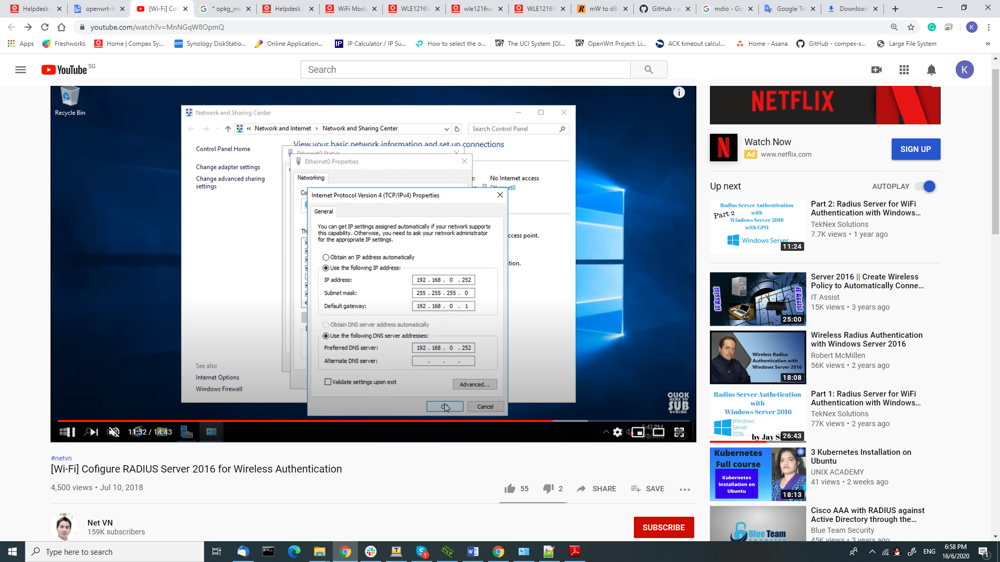 Helpdesk
openwrt-lo
[Wi-Fi] Cof
* opkg_ins
Helpdesk
WiFi Modu
WLE1216V
wle1216vx
WLE1216V
mW to dB
GitHub - c
mdio - Go
Google Tra
Download
youtube.com/watch?v=MnNGqW8OpmQ
K
Apps
Freshworks
Home | Compex Sy...
Synology DiskStatio...
Online Application...
IP Calculator / IP Su...
How to select the o...
The UCI System [Ol...
OpenWrt Project: Li...
ACK timeout calcul...
Home - Asana
GitHub - compex-s...
Large File System
YouTube SG
Search
K
Recycle Bin
Network and Sharing Center
Network and Internet
Network and Sharing Center
Search Control Panel
Control Panel Home
Change adapter settings
Change advanced sharing
settings
View your basic network information and set up connections
Ethernet0 Status
Ethernet0 Properties
Networking
No Internet access
Ethernet0
Internet Protocol Version 4 (TCP/IPv4) Properties
General
You can get IP settings assigned automatically if your network supports
this capability. Otherwise, you need to ask your network administrator
for the appropriate IP settings.
Obtain an IP address automatically
Use the following IP address:
IP address: 192 . 168 . 0 . 252
Subnet mask: 255 . 255 . 255 . 0
Default gateway: 192 . 168 . 0 . 1
Obtain DNS server address automatically
Use the following DNS server addresses:
Preferred DNS server: 192 . 168 . 0 . 252
Alternate DNS server: . . .
Validate settings upon exit
Advanced...
Cancel
See also
Internet Options
Windows Firewall
CLICK
HERE TO
SUB
SCRIBE
11:32 / 14:43
#netvn
[Wi-Fi] Cofigure RADIUS Server 2016 for Wireless Authentication
4,500 views • Jul 10, 2018
55
2
SHARE
SAVE
Net VN
159K subscribers
SUBSCRIBE
NETFLIX
Watch Now
Ad www.netflix.com
SIGN UP
Up next
AUTOPLAY
Radius Server Authentication
Part 2
with
Windows Server 2016
with GPO
Windows Server
11:24
Part 2: Radius Server for WiFi
Authentication with Windows...
TekNex Solutions
7.7K views • 1 year ago
IT Assist
IT Assist
25:00
Server 2016 || Create Wireless
Policy to Automatically Conne...
IT Assist
15K views • 3 years ago
Wireless Radius
Authentication with
Windows Server 2016
18:08
Wireless Radius Authentication
with Windows Server 2016
Robert McMillen
56K views • 2 years ago
Radius Server Authetication
with
Windows Server 2016
Windows
Server
2016
26:43
Part 1: Radius Server for WiFi
Authentication with Windows...
TekNex Solutions
77K views • 2 years ago
Kubernetes
Full course
Kubernetes
Installation on
Ubuntu
18:13
3 Kubernetes Installation on
Ubuntu
UNIX ACADEMY
41 views • 2 weeks ago
Blue Team
Cisco AAA with RADIUS against
Active Directory through the...
Blue Team Security
45K views • 3 years ago
Type here to search
ENG
6:58 PM
16/6/2020